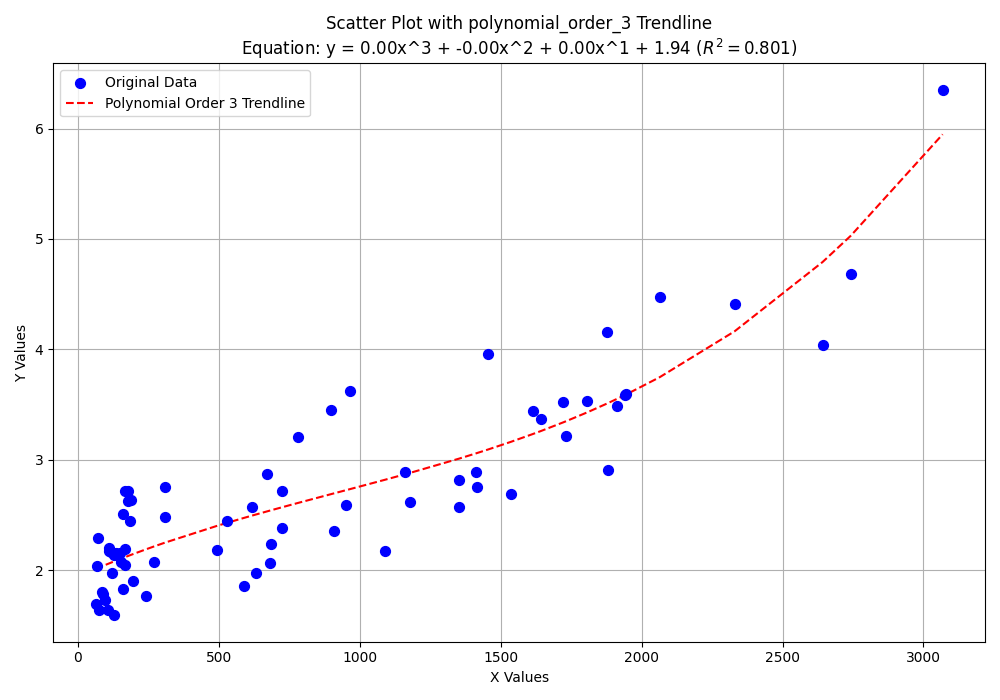 Scatter Plot with polynomial_order_3 Trendline
Equation: y = 0.00x^3 + -0.00x^2 + 0.00x^1 + 1.94 ($R^2 = 0.801$)
Original Data
Polynomial Order 3 Trendline
Y Values
6
5
4
3
2
0
500
1000
1500
2000
2500
3000
X Values